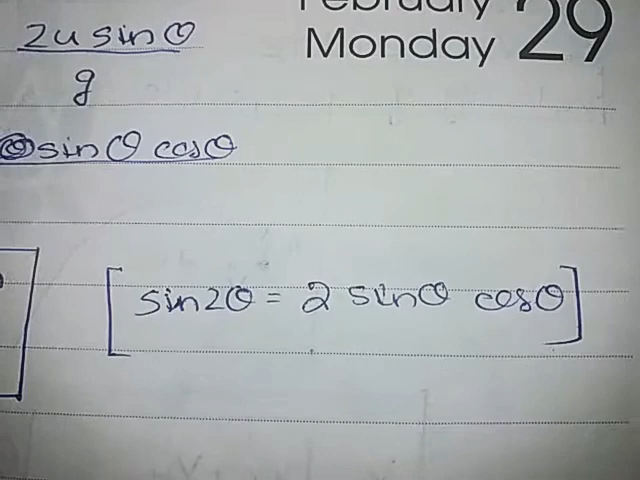 February
Monday 29
2u sinθ
g
sinθ cosθ
[sin2θ = 2 sinθ cosθ]